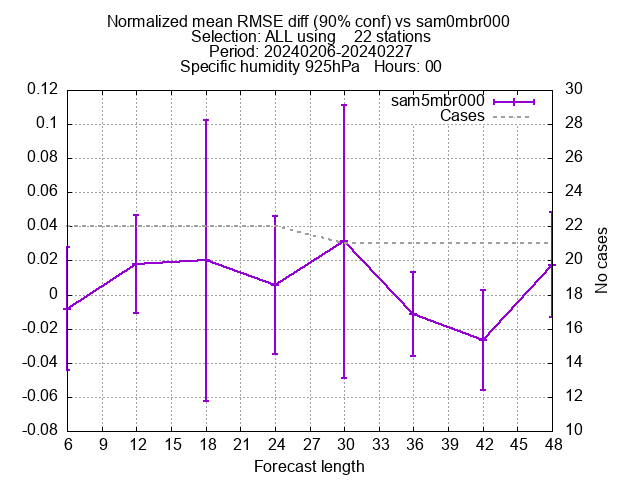 Normalized mean RMSE diff (90% conf) vs sam0mbr000
Selection: ALL using    22 stations
Period: 20240206-20240227
Specific humidity 925hPa   Hours: 00
sam5mbr000
Cases
0.12
0.1
0.08
0.06
0.04
0.02
0
-0.02
-0.04
-0.06
-0.08
30
28
26
24
22
20
18
16
14
12
10
No cases
6 9 12 15 18 21 24 27 30 33 36 39 42 45 48
Forecast length